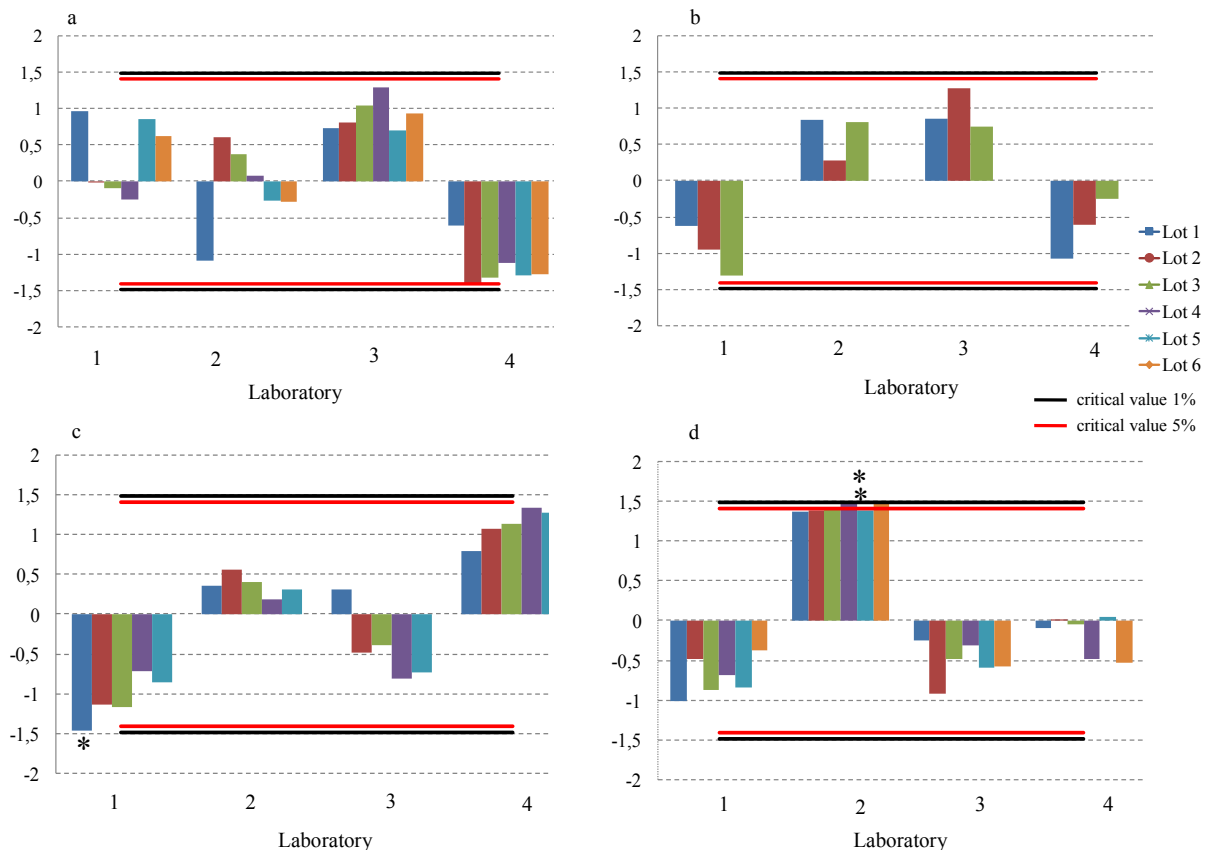 a
2
1,5
1
0,5
0
-0,5
-1
-1,5
-2
1 2 3 4
Laboratory
b
2
1,5
1
0,5
0
-0,5
-1
-1,5
-2
1 2 3 4
Laboratory
Lot 1
Lot 2
Lot 3
Lot 4
Lot 5
Lot 6
critical value 1%
critical value 5%
c
2
1,5
1
0,5
0
-0,5
-1
-1,5
-2
*
1 2 3 4
Laboratory
d
2
1,5
1
0,5
0
-0,5
-1
-1,5
-2
*
*
1 2 3 4
Laboratory